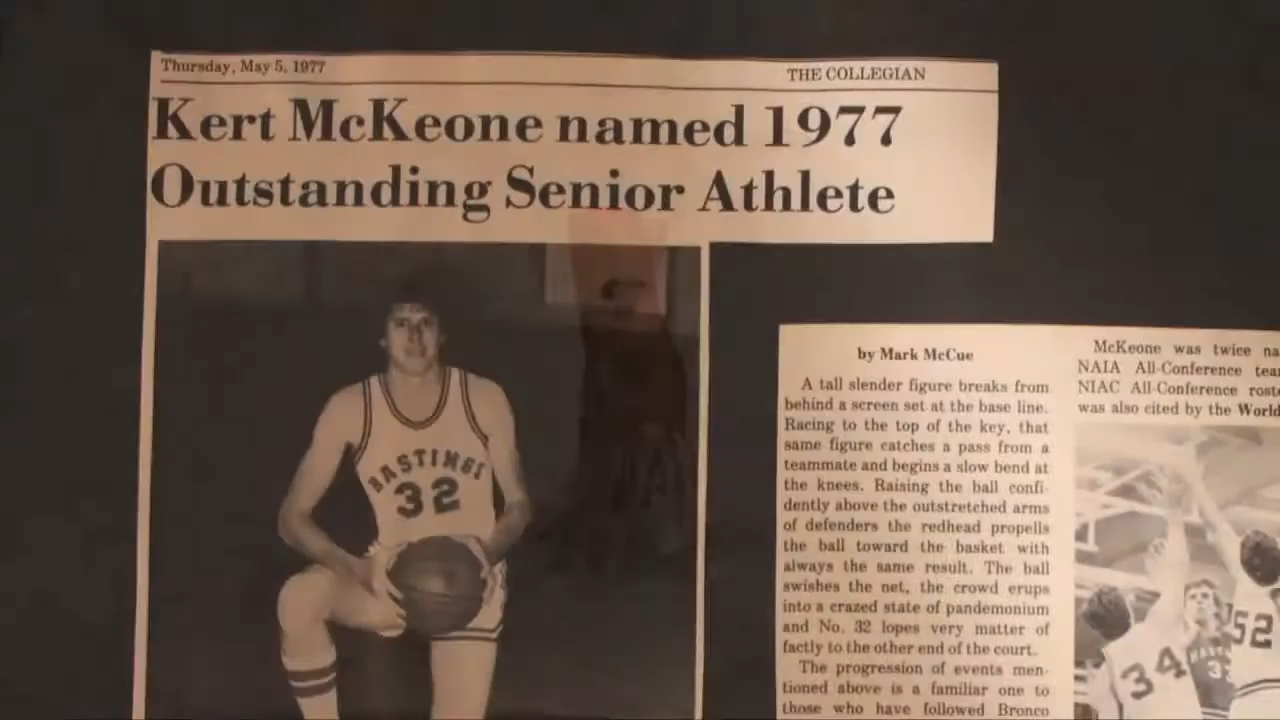 Thursday, May 5, 1977
THE COLLEGIAN
Kert McKeone named 1977
Outstanding Senior Athlete
HASTINGS
32
by Mark McCue
A tall slender figure breaks from
behind a screen set at the base line.
Racing to the top of the key, that
same figure catches a pass from a
teammate and begins a slow bend at
the knees. Raising the ball confi-
dently above the outstretched arms
of defenders the redhead propells
the ball toward the basket with
always the same result. The ball
swishes the net, the crowd erups
into a crazed state of pandemonium
and No. 32 lopes very matter of
factly to the other end of the court.
The progression of events men-
tioned above is a familiar one to
those who have followed Bronco
McKeone was twice na
NAIA All-Conference tea
NIAC All-Conference rost
was also cited by the World
34
52